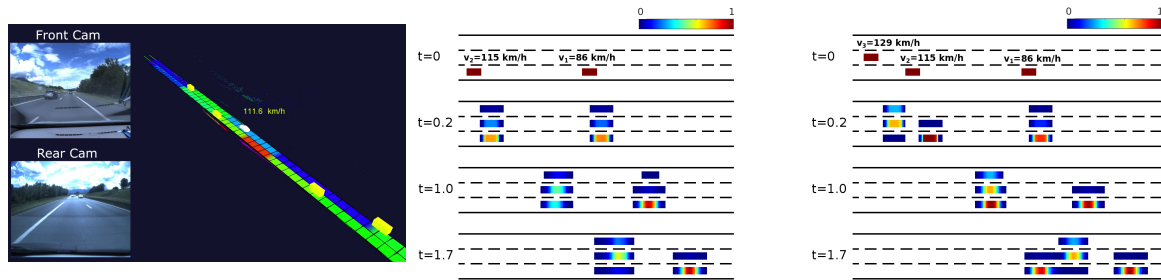 Front Cam
111.6 km/h
Rear Cam
0 1
t=0
v₂=115 km/h v₁=86 km/h
t=0.2
t=1.0
t=1.7
0 1
t=0
v₃=129 km/h
v₂=115 km/h v₁=86 km/h
t=0.2
t=1.0
t=1.7